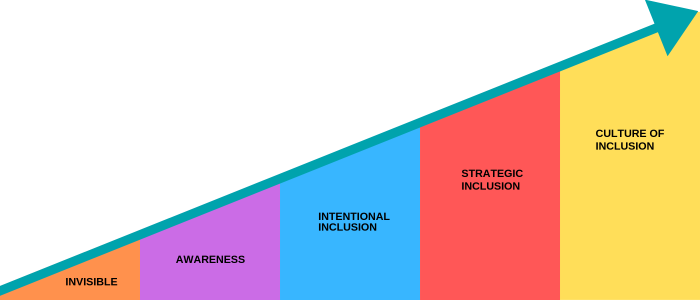 INVISIBLE
AWARENESS
INTENTIONAL
INCLUSION
STRATEGIC
INCLUSION
CULTURE OF
INCLUSION